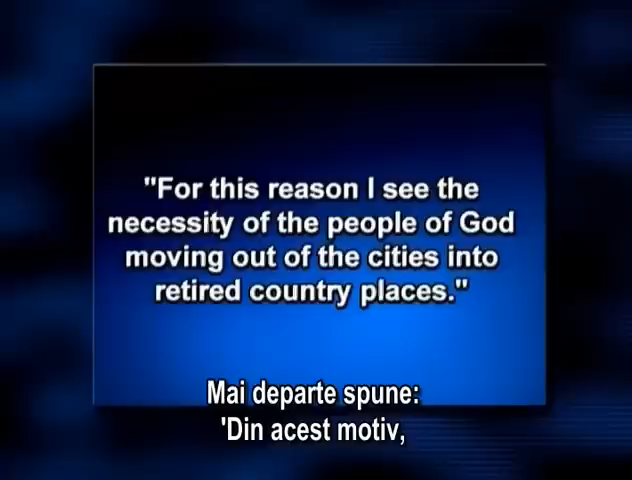 "For this reason I see the
necessity of the people of God
moving out of the cities into
retired country places."
Mai departe spune:
'Din acest motiv,